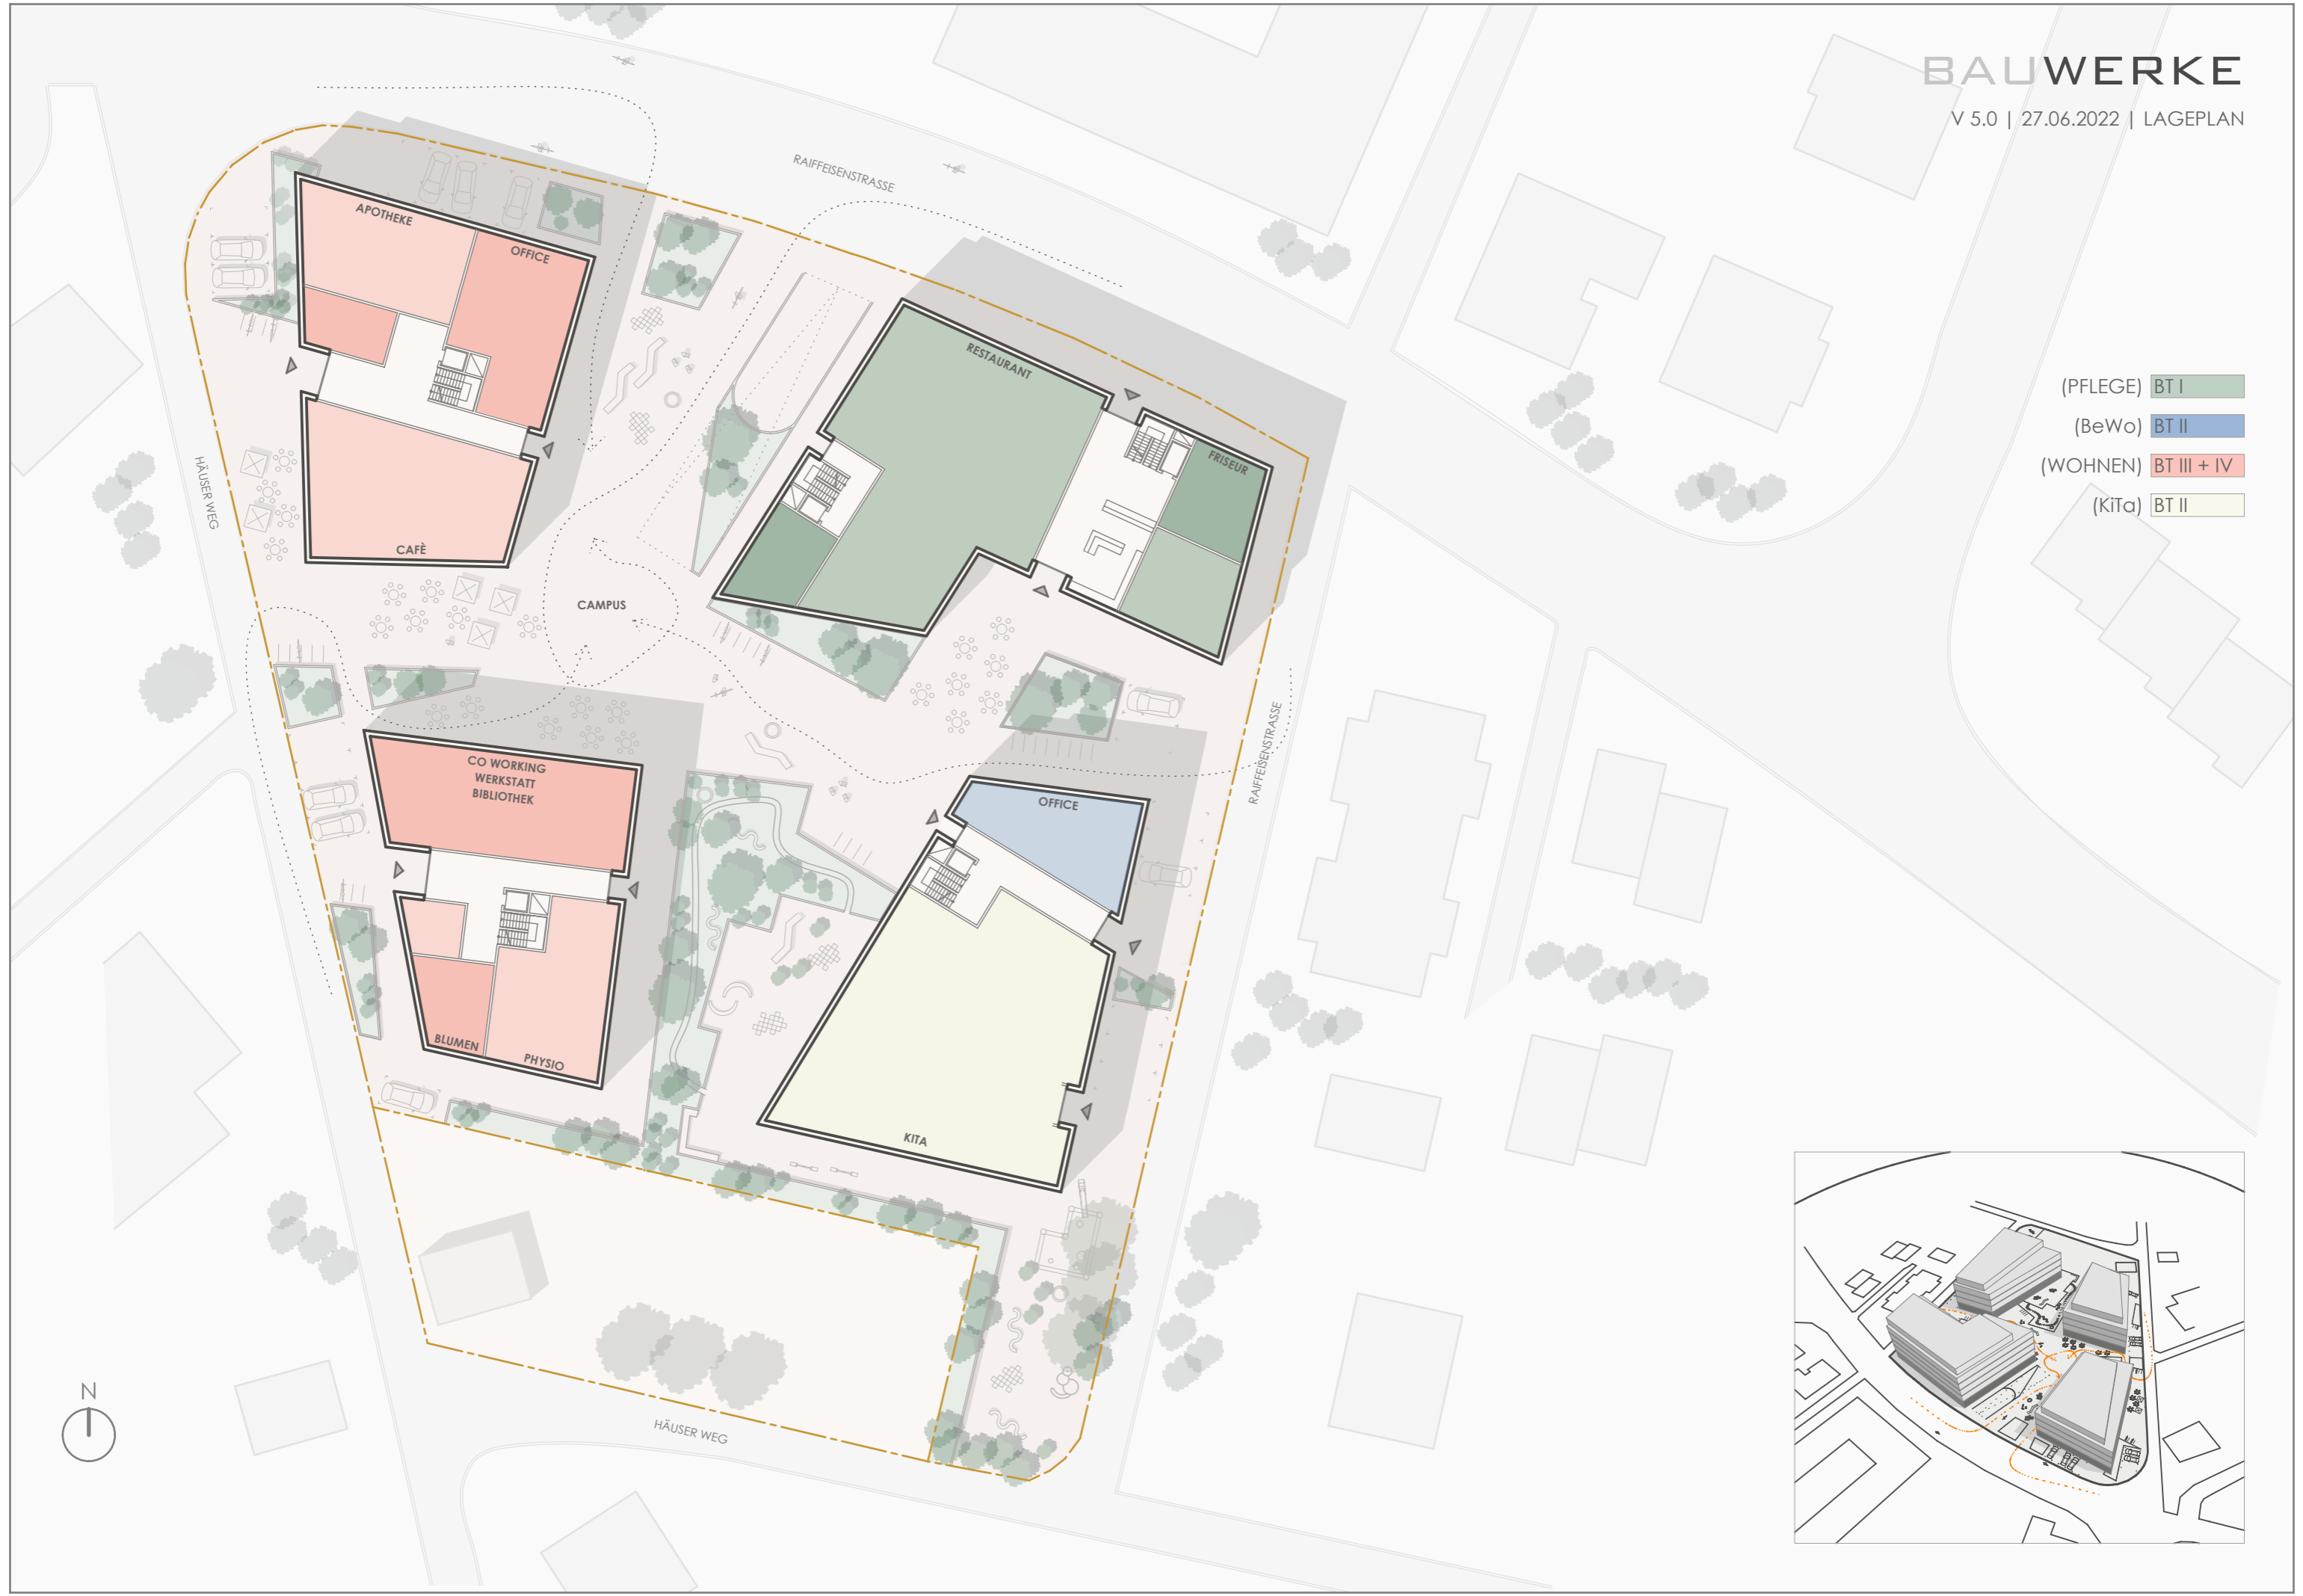 BAUWERKE
V 5.0 | 27.06.2022 | LAGEPLAN
RAIFFEISENSTRASSE
APOTHEKE
OFFICE
RESTAURANT
FRISEUR
(PFLEGE) BT I
(BeWo) BT II
(WOHNEN) BT III + IV
(KiTa) BT II
HÄUSER WEG
CAFÈ
CAMPUS
RAIFFEISENSTRASSE
CO WORKING
WERKSTATT
BIBLIOTHEK
OFFICE
BLUMEN
PHYSIO
KITA
N
HÄUSER WEG